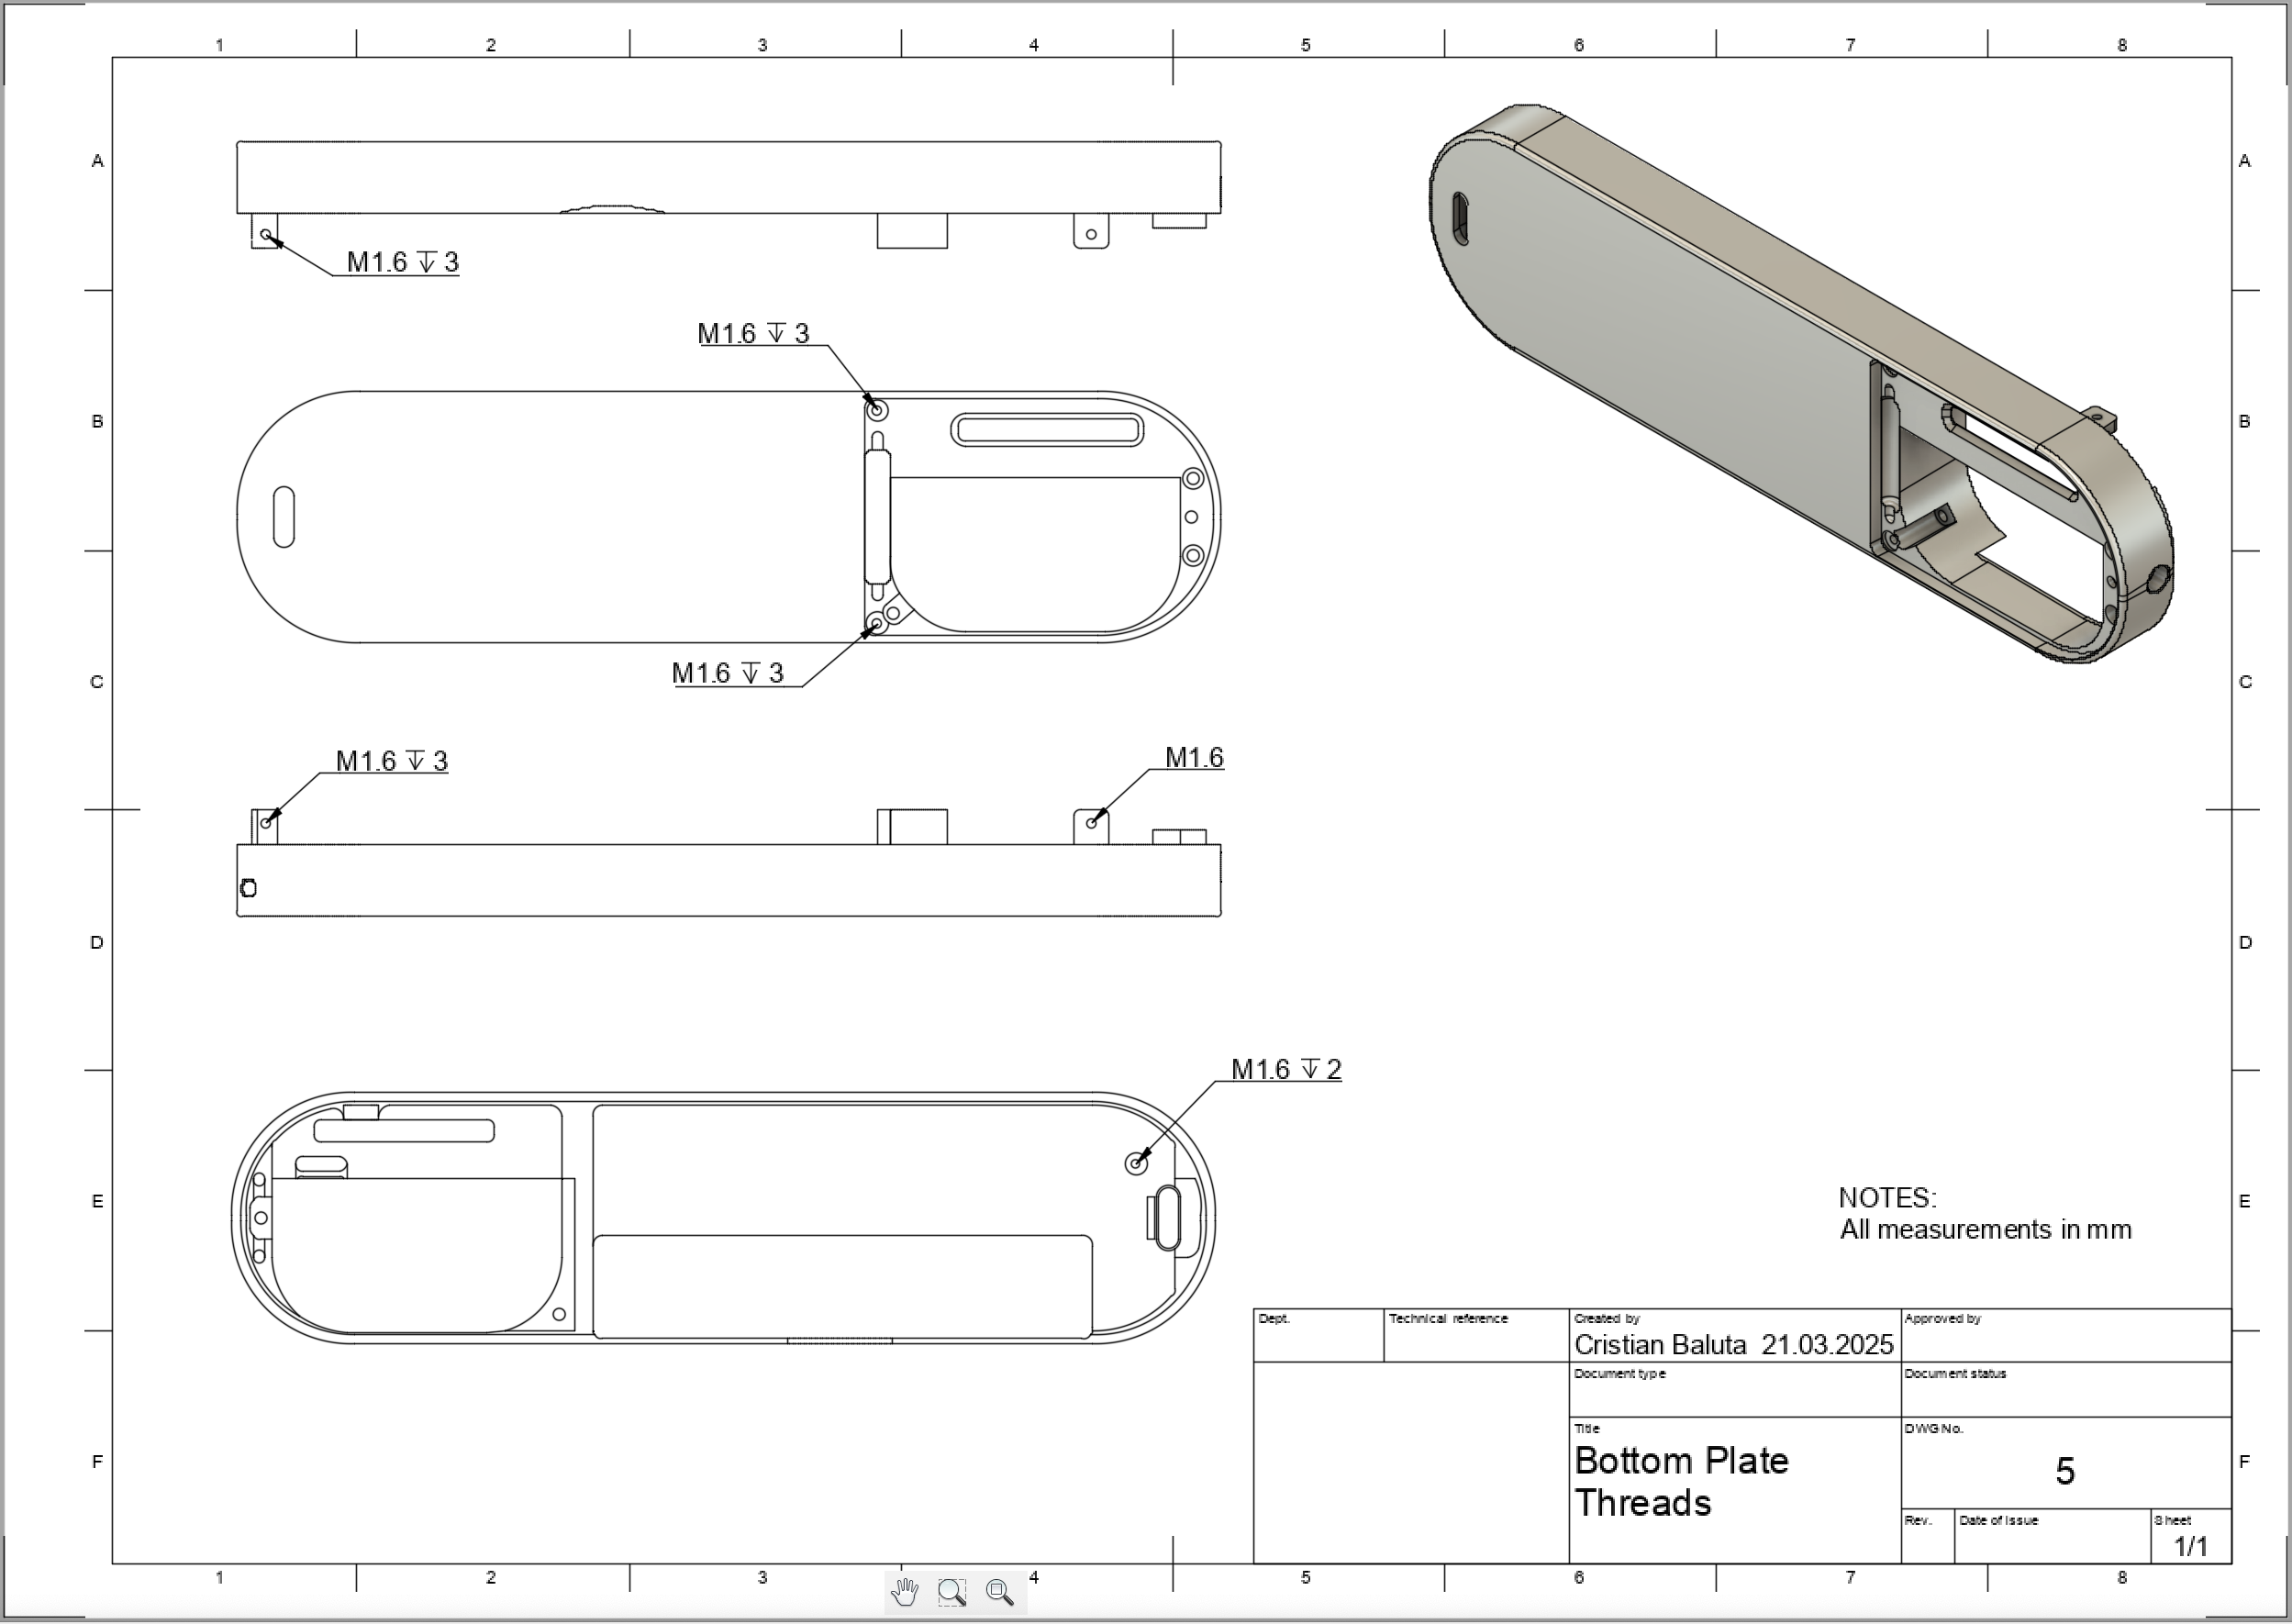 1 2 3 4 5 6 7 8
A A
M1.6 ↧ 3
M1.6 ↧ 3
B B
M1.6 ↧ 3
C C
M1.6 ↧ 3
M1.6
D D
M1.6 ↧ 2
NOTES:
E E
All measurements in mm
Dept. Technical reference Created by Approved by
Cristian Baluta 21.03.2025
Document type Document status
Title DWG No.
Bottom Plate
Threads
5
F F
Rev. Date of issue Sheet
1/1
1 2 3 4 5 6 7 8